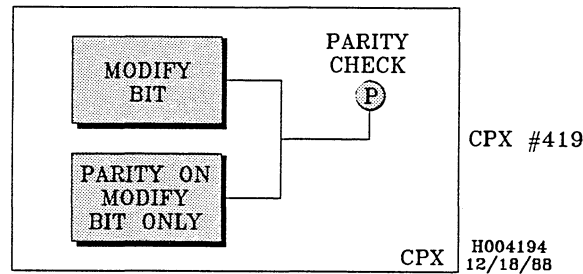 MODIFY
BIT
PARITY ON
MODIFY
BIT ONLY
PARITY
CHECK
P
CPX #419
CPX
H004194
12/18/88